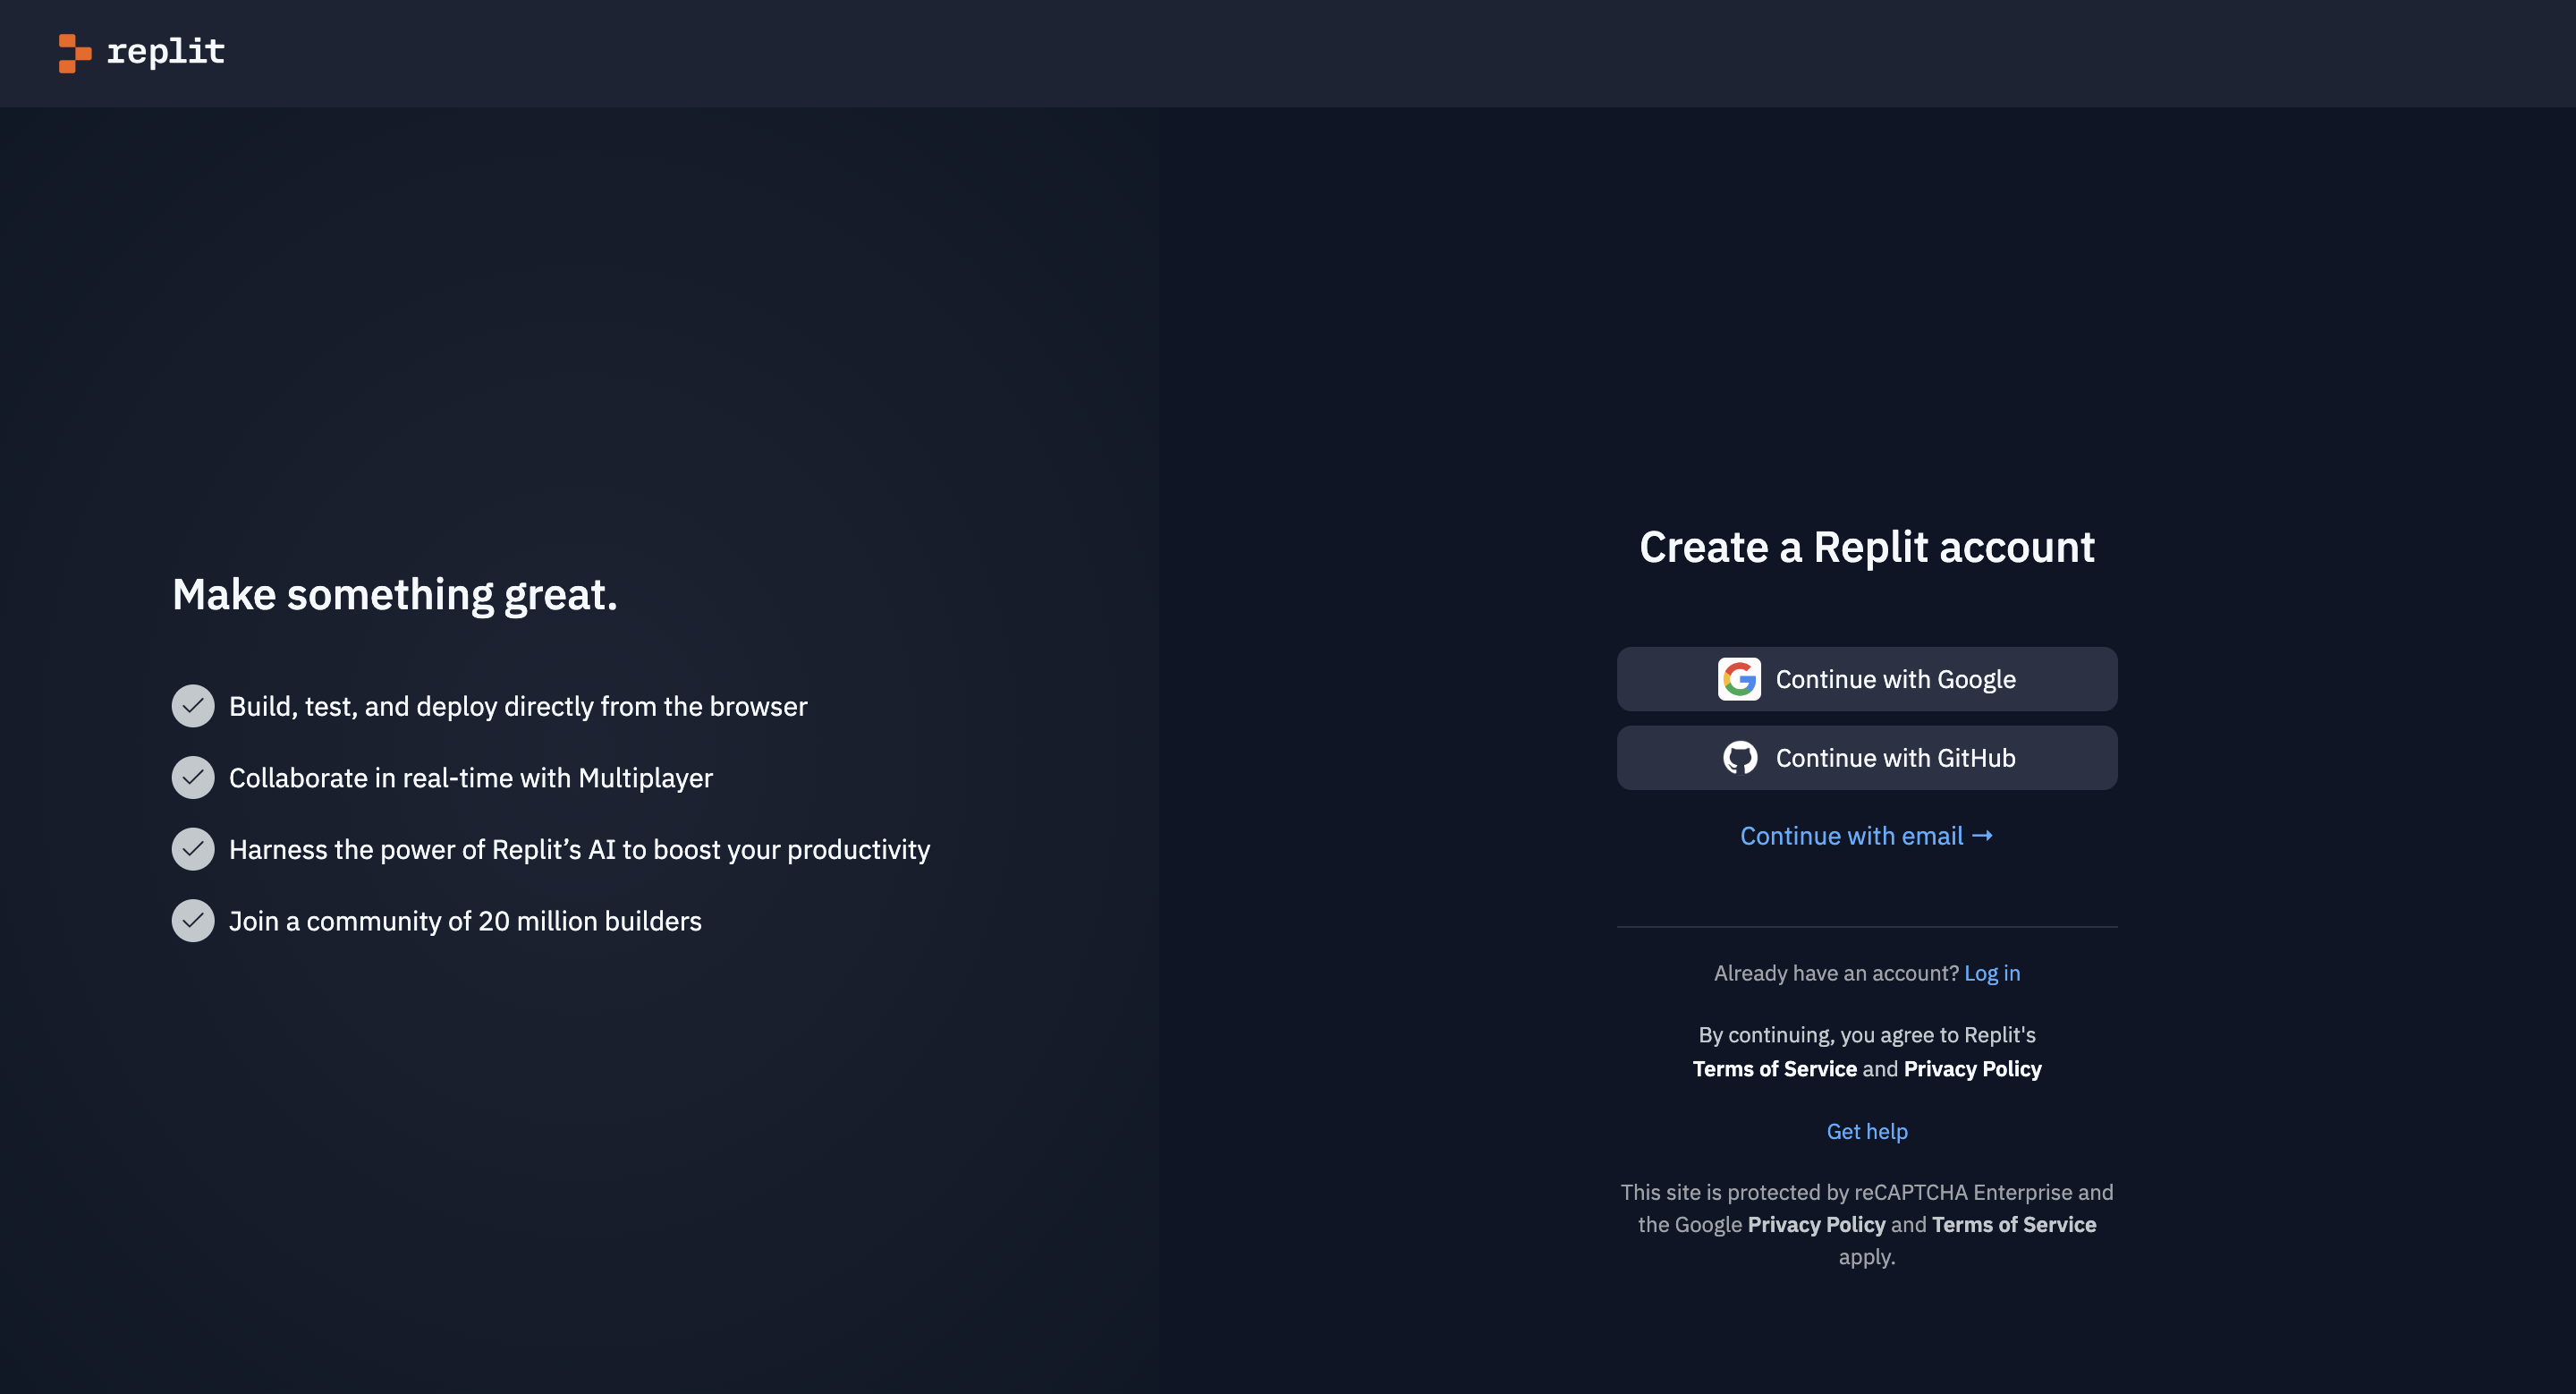 replit
Make something great.
Build, test, and deploy directly from the browser
Collaborate in real-time with Multiplayer
Harness the power of Replit’s AI to boost your productivity
Join a community of 20 million builders
Create a Replit account
Continue with Google
Continue with GitHub
Continue with email →
Already have an account? Log in
By continuing, you agree to Replit's
Terms of Service and Privacy Policy
Get help
This site is protected by reCAPTCHA Enterprise and
the Google Privacy Policy and Terms of Service
apply.